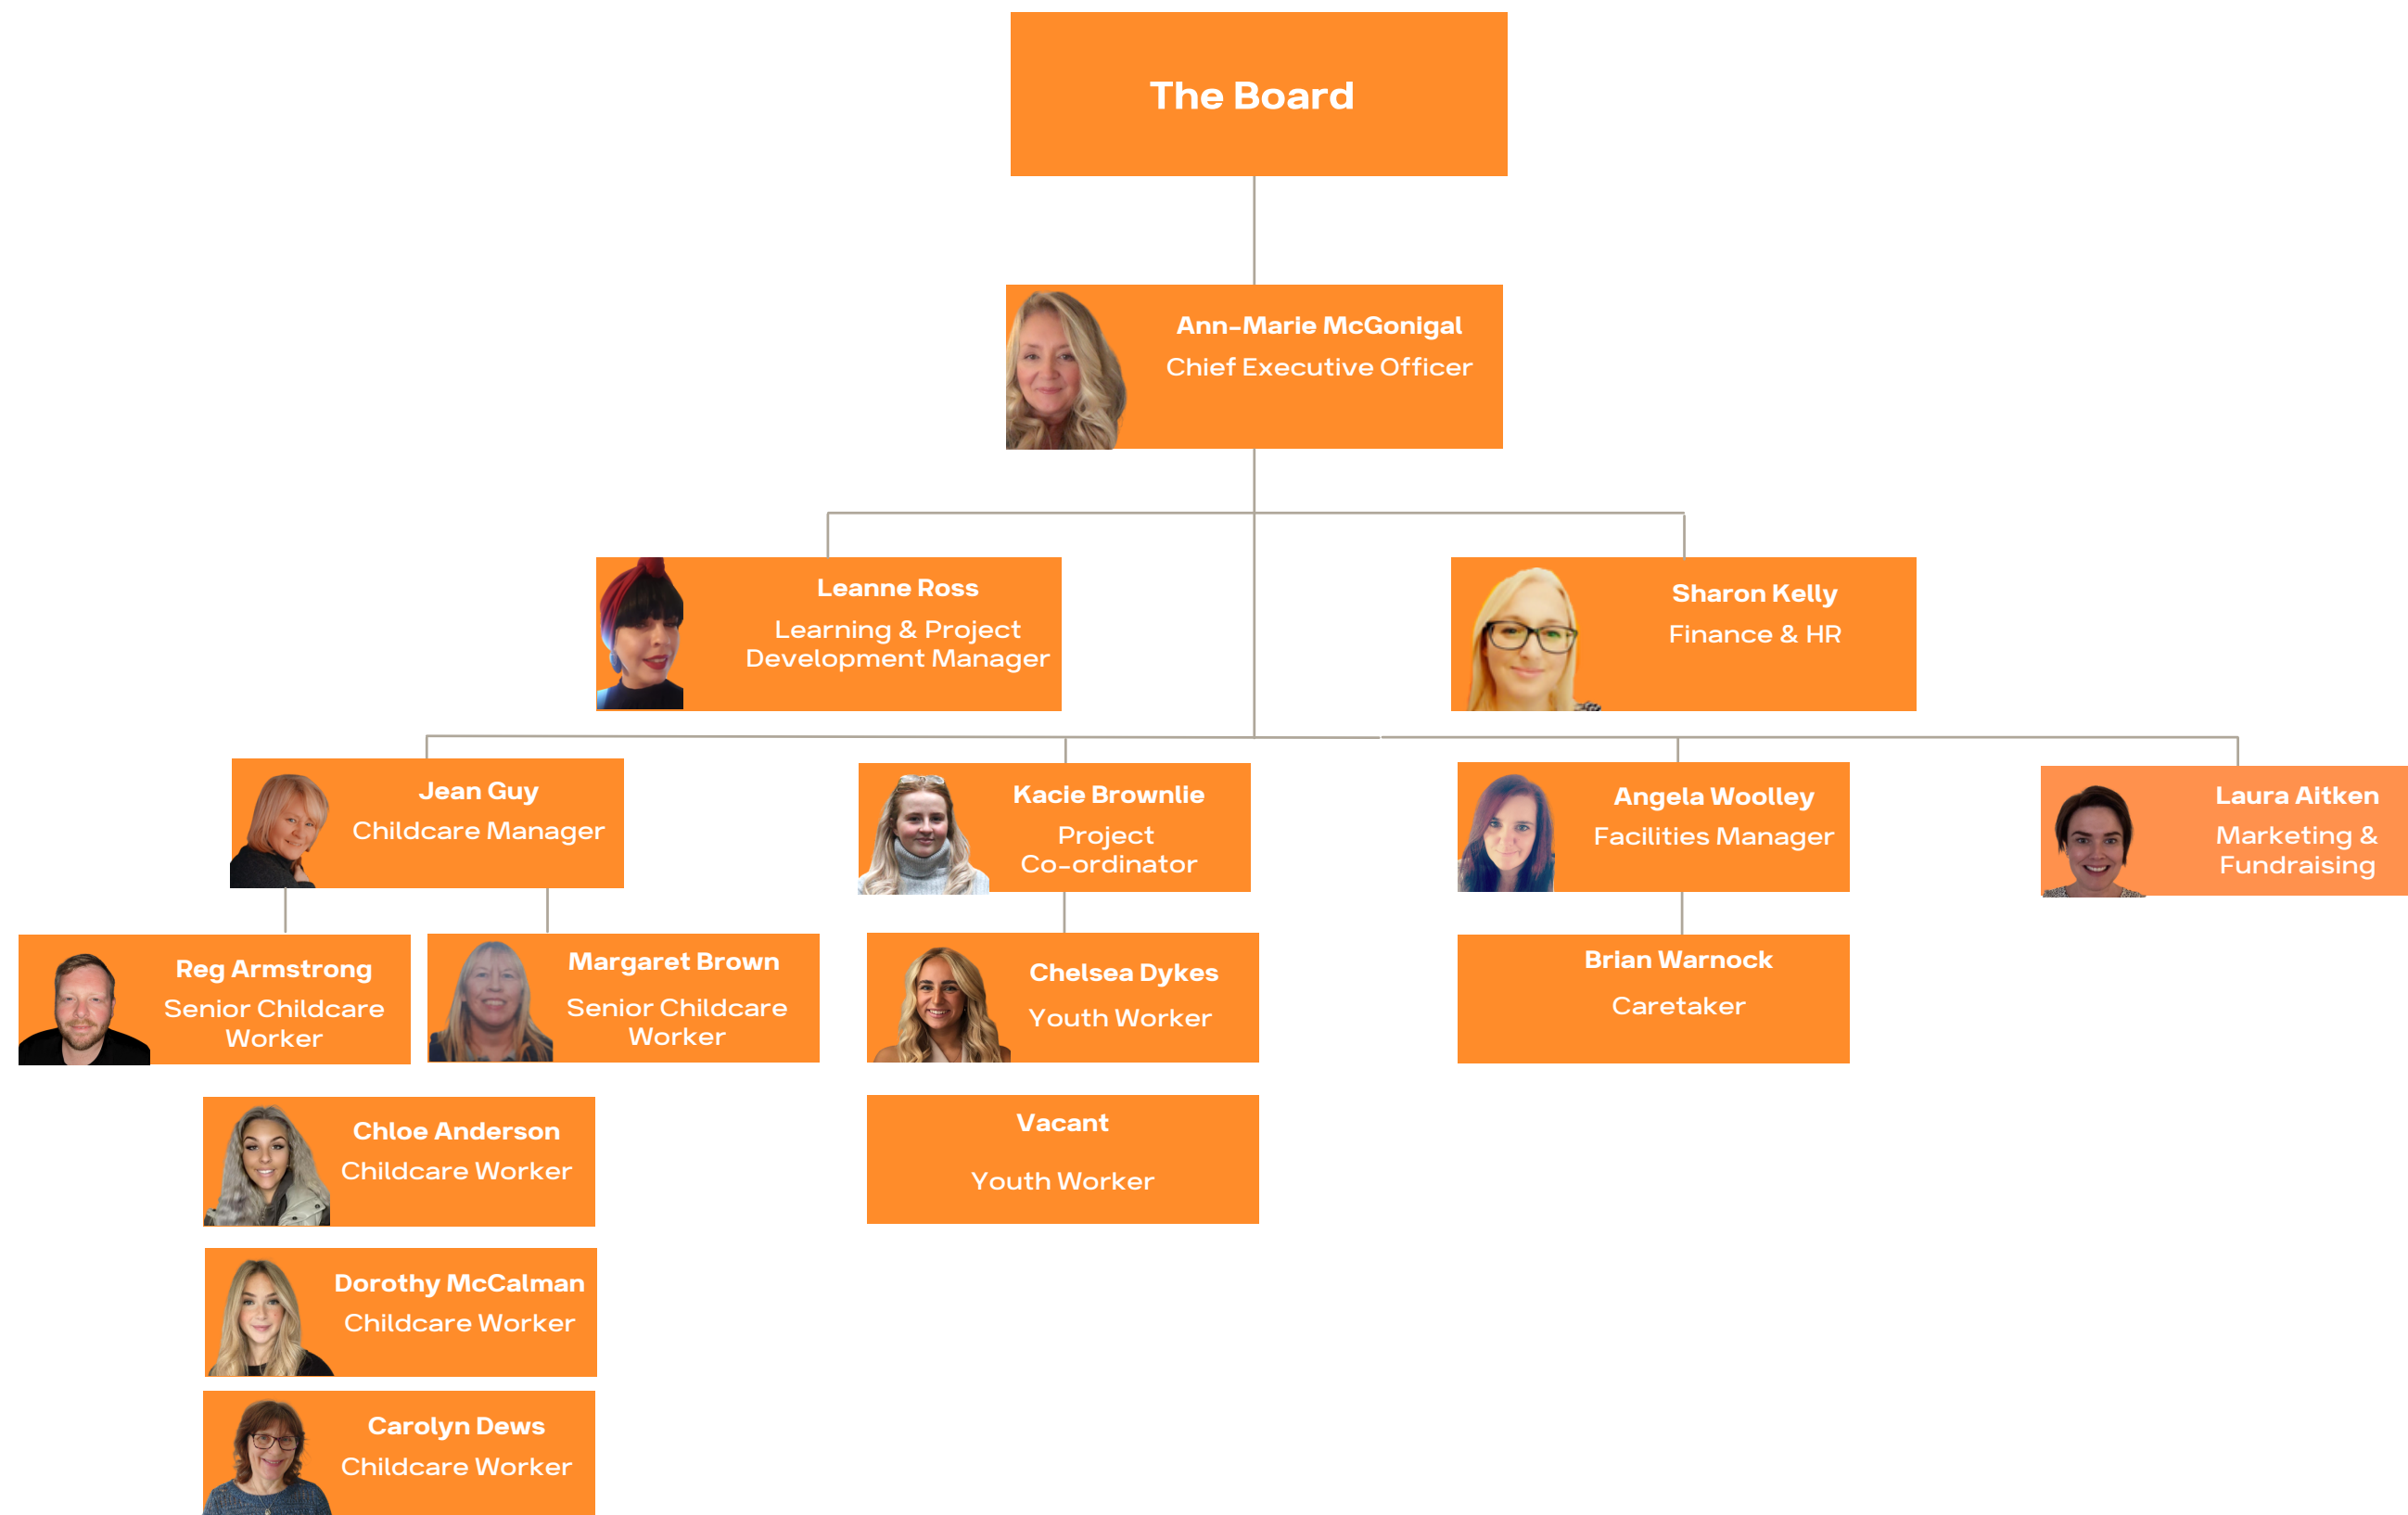 The Board
Ann-Marie McGonigal
Chief Executive Officer
Leanne Ross
Learning & Project
Development Manager
Sharon Kelly
Finance & HR
Jean Guy
Childcare Manager
Kacie Brownlie
Project
Co-ordinator
Angela Woolley
Facilities Manager
Laura Aitken
Marketing &
Fundraising
Reg Armstrong
Senior Childcare
Worker
Margaret Brown
Senior Childcare
Worker
Chelsea Dykes
Youth Worker
Brian Warnock
Caretaker
Chloe Anderson
Childcare Worker
Vacant
Youth Worker
Dorothy McCalman
Childcare Worker
Carolyn Dews
Childcare Worker